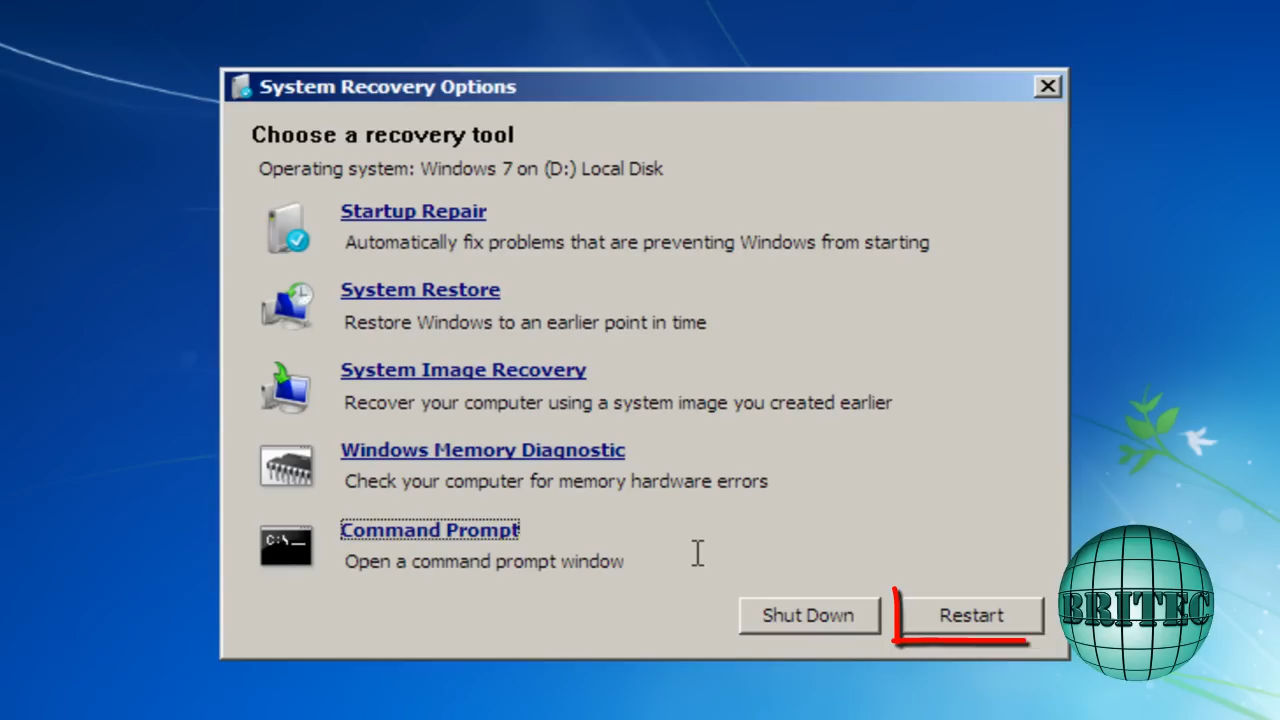 System Recovery Options
Choose a recovery tool
Operating system: Windows 7 on (D:) Local Disk
Startup Repair
Automatically fix problems that are preventing Windows from starting
System Restore
Restore Windows to an earlier point in time
System Image Recovery
Recover your computer using a system image you created earlier
Windows Memory Diagnostic
Check your computer for memory hardware errors
C:\_
Command Prompt
Open a command prompt window
Shut Down
Restart
BRITEC